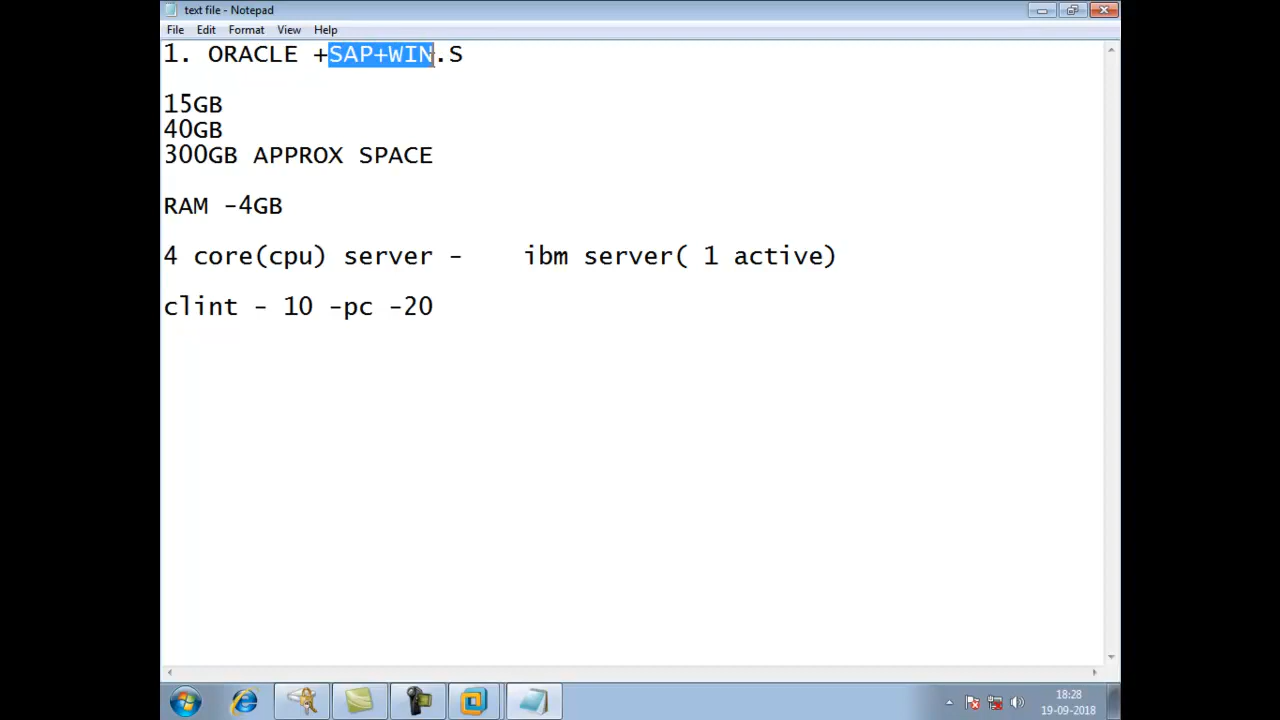 text file - Notepad
File Edit Format View Help
1. ORACLE +SAP+WIN.S
15GB
40GB
300GB APPROX SPACE
RAM -4GB
4 core(cpu) server - ibm server( 1 active)
clint - 10 -pc -20
18:28
19-09-2018